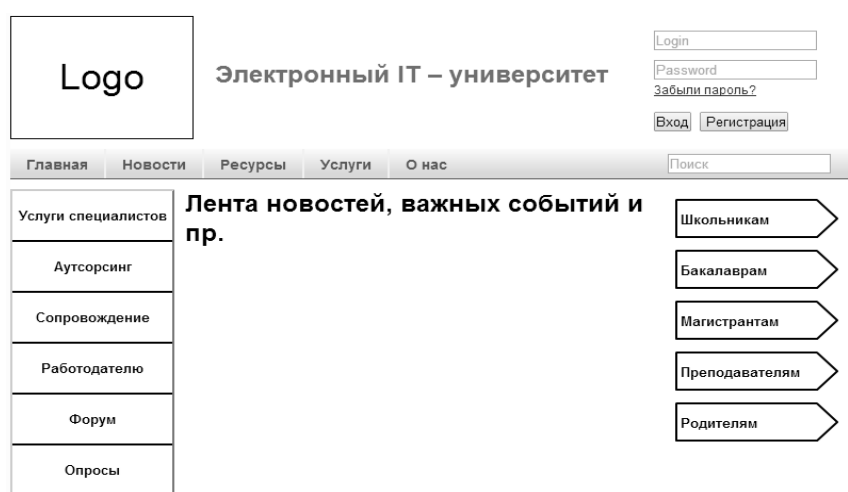 Logo
Электронный IT – университет
Login
Password
Забыли пароль?
Вход Регистрация
Главная Новости Ресурсы Услуги О нас Поиск
Услуги специалистов
Аутсорсинг
Сопровождение
Работодателю
Форум
Опросы
Лента новостей, важных событий и
пр.
Школьникам
Бакалаврам
Магистрантам
Преподавателям
Родителям